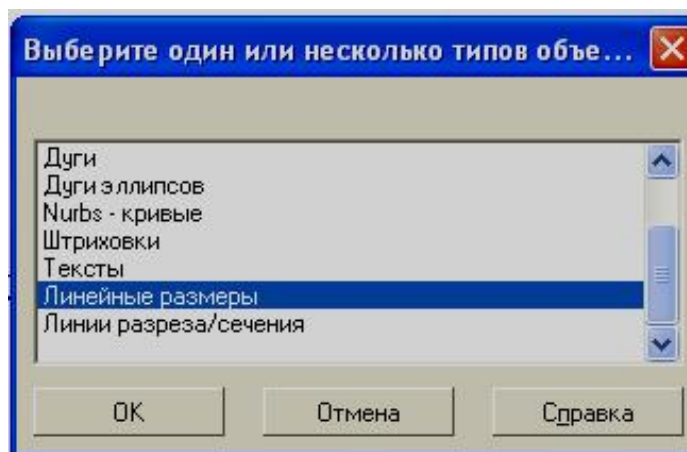 Выберите один или несколько типов объе...
Дуги
Дуги эллипсов
Nurbs - кривые
Штриховки
Тексты
Линейные размеры
Линии разреза/сечения
ОК
Отмена
Справка